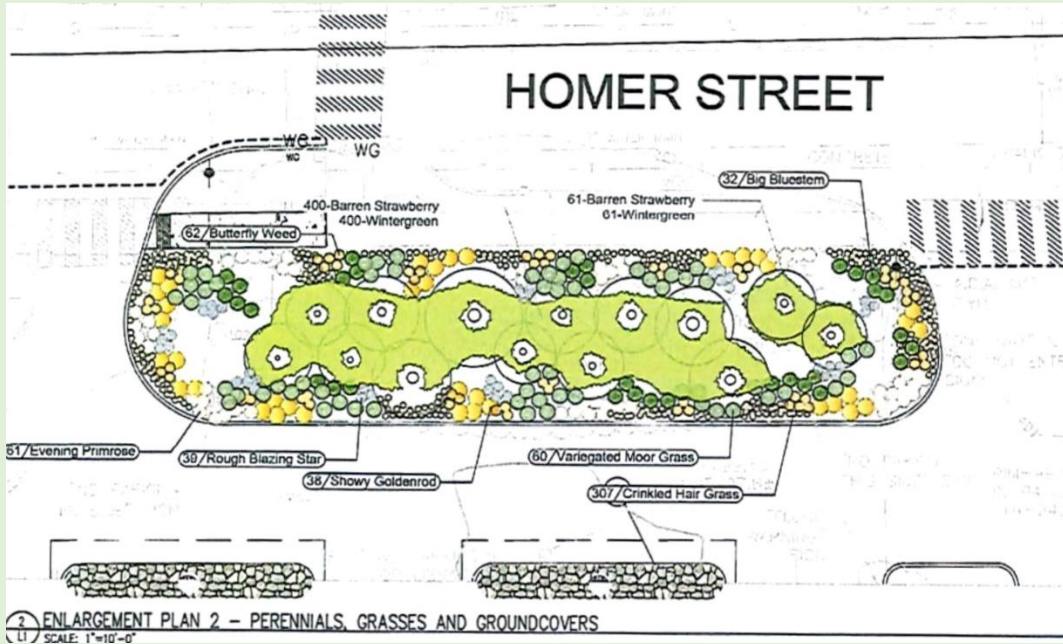 HOMER STREET
WG
WG
WG
32/Big Bluestem
400-Barren Strawberry
400-Wintergreen
61-Barren Strawberry
61-Wintergreen
62/Butterfly Weed
61/Evening Primrose
39/Rough Blazing Star
60/Variegated Moor Grass
38/Showy Goldenrod
307/Crinkled Hair Grass
2
L1
ENLARGEMENT PLAN 2 - PERENNIALS, GRASSES AND GROUNDCOVERS
SCALE: 1"=10'-0"